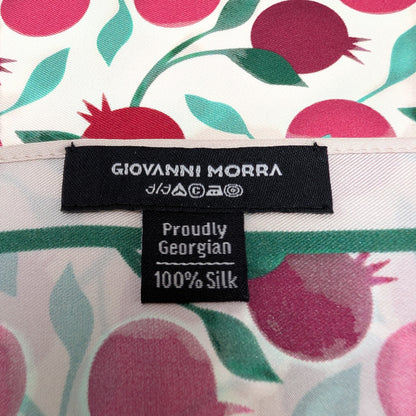 GIOVANNI MORRA
Proudly
Georgian
100% Silk